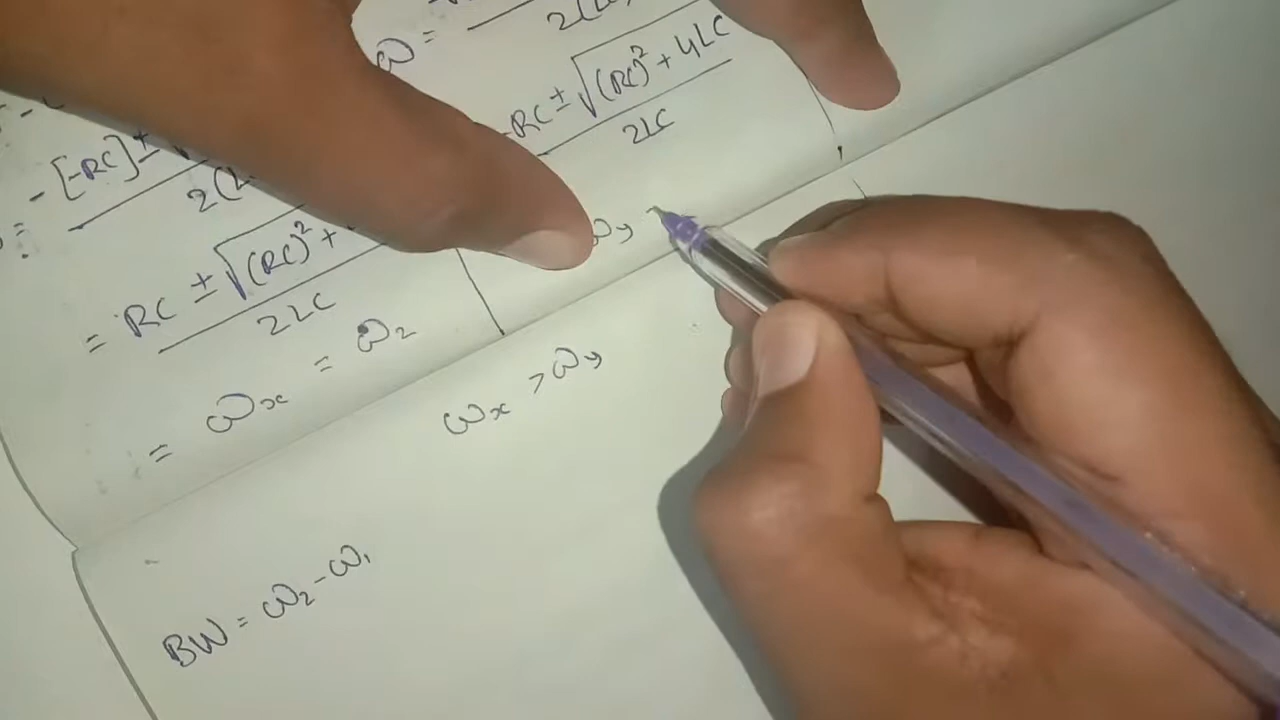 ω =
-[-RC] ±
2(2
= RC ± √(RC)² +
2LC
= ωx = ω2
-RC ± √(RC)² + 4LC
2LC
ωy
ωx > ωy
BW = ω2 - ω1